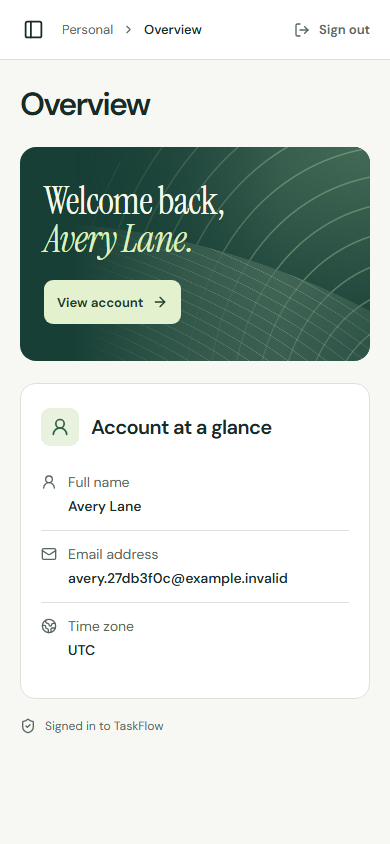 Personal > Overview
Sign out
Overview
Welcome back,
Avery Lane.
View account
Account at a glance
Full name
Avery Lane
Email address
avery.27db3f0c@example.invalid
Time zone
UTC
Signed in to TaskFlow